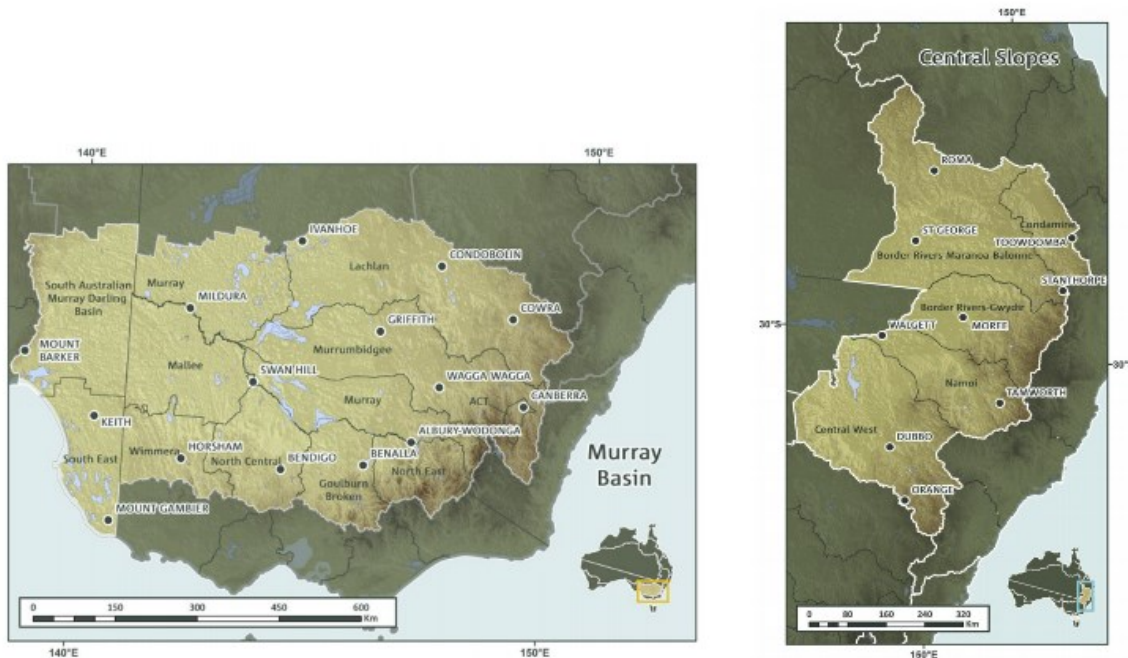 140°E
150°E
IVANHOE
Lachlan
CONDOBOLIN
South Australian
Murray Darling
Basin
Murray
MILDURA
COWRA
GRIFFITH
Murrumbidgee
MOUNT
BARKER
Mallee
SWAN HILL
WAGGA WAGGA
Murray
ACT
CANBERRA
KEITH
ALBURY-WODONGA
HORSHAM
Wimmera
BENALLA
South East
North Central
BENDIGO
North East
Goulburn
Broken
MOUNT GAMBIER
Murray
Basin
0
150
300
450
600
Km
140°E
150°E
150°E
Central Slopes
ROMA
Condamine
ST GEORGE
TOOWOOMBA
Border Rivers Maranoa Balonne
STANTHORPE
Border Rivers-Gwydir
MOREE
30°S
WALGETT
30°
Namoi
TAMWORTH
Central West
DUBBO
ORANGE
0
80
160
240
320
Km